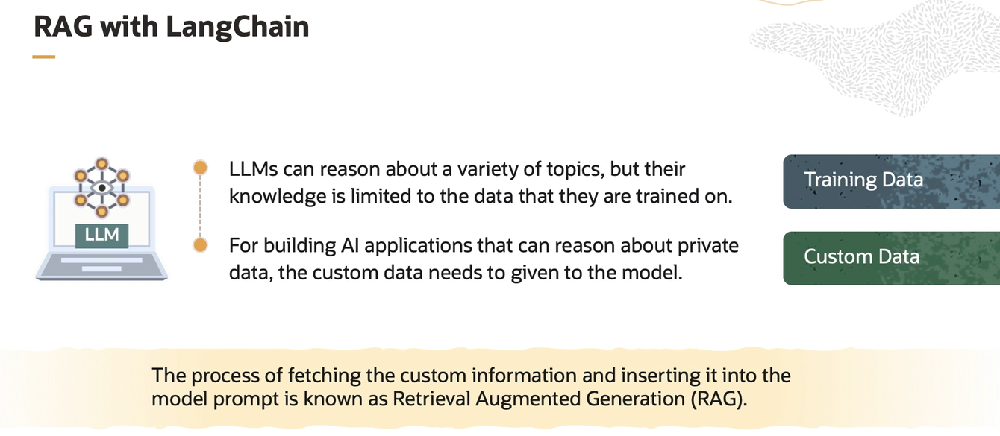 RAG with LangChain
LLM
LLMs can reason about a variety of topics, but their
knowledge is limited to the data that they are trained on.
Training Data
For building AI applications that can reason about private
data, the custom data needs to given to the model.
Custom Data
The process of fetching the custom information and inserting it into the
model prompt is known as Retrieval Augmented Generation (RAG).